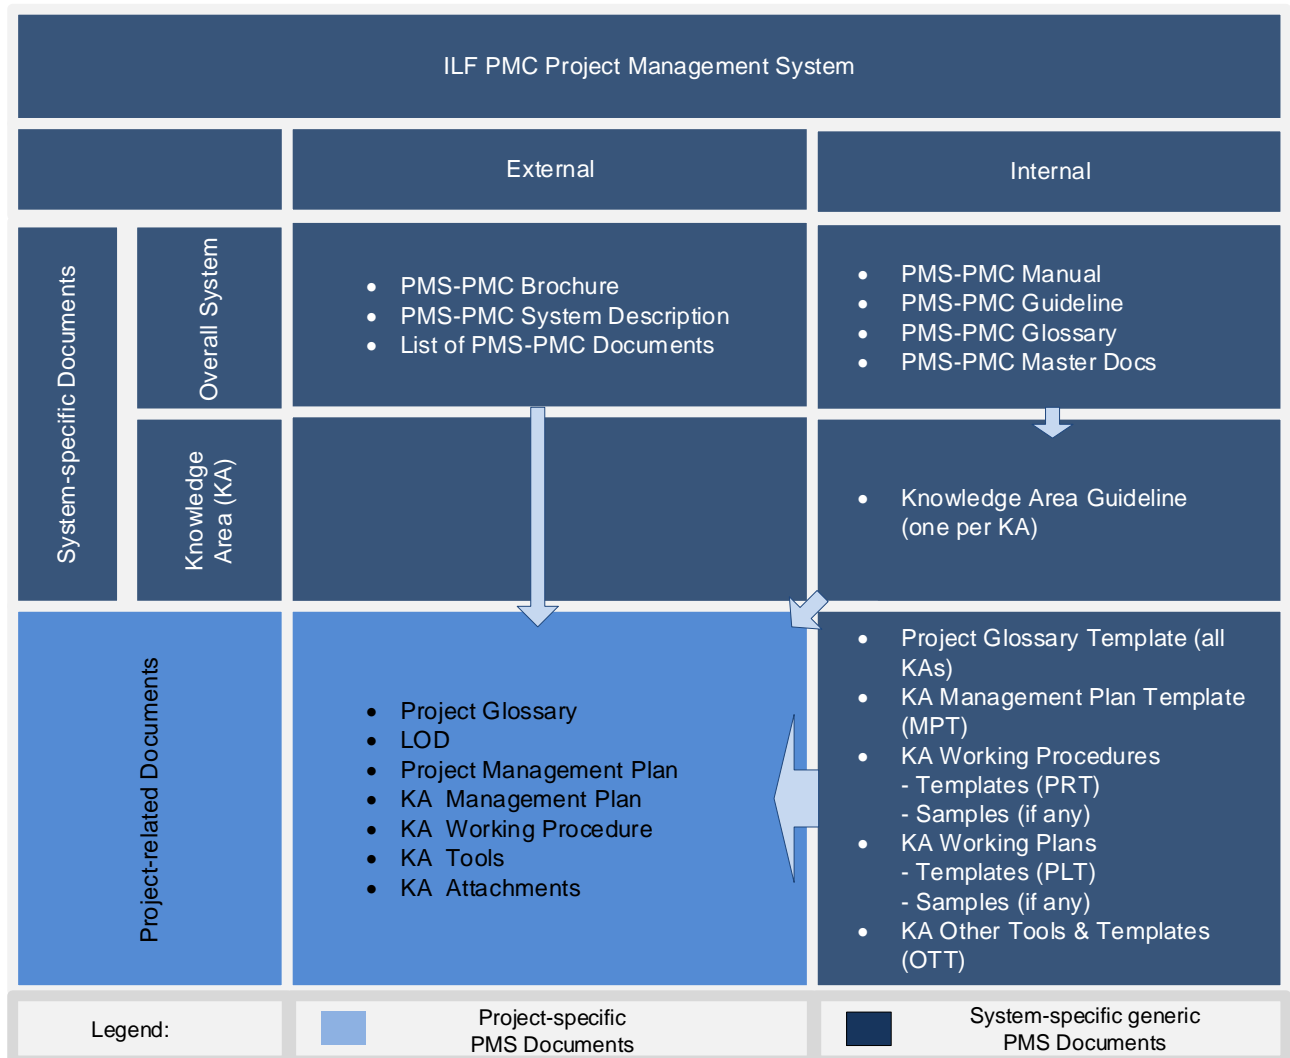 ILF PMC Project Management System
External
Internal
System-specific Documents
Overall System
• PMS-PMC Brochure
• PMS-PMC System Description
• List of PMS-PMC Documents
• PMS-PMC Manual
• PMS-PMC Guideline
• PMS-PMC Glossary
• PMS-PMC Master Docs
Knowledge
Area (KA)
• Knowledge Area Guideline
(one per KA)
Project-related Documents
• Project Glossary
• LOD
• Project Management Plan
• KA Management Plan
• KA Working Procedure
• KA Tools
• KA Attachments
• Project Glossary Template (all
KAs)
• KA Management Plan Template
(MPT)
• KA Working Procedures
- Templates (PRT)
- Samples (if any)
• KA Working Plans
- Templates (PLT)
- Samples (if any)
• KA Other Tools & Templates
(OTT)
Legend:
Project-specific
PMS Documents
System-specific generic
PMS Documents